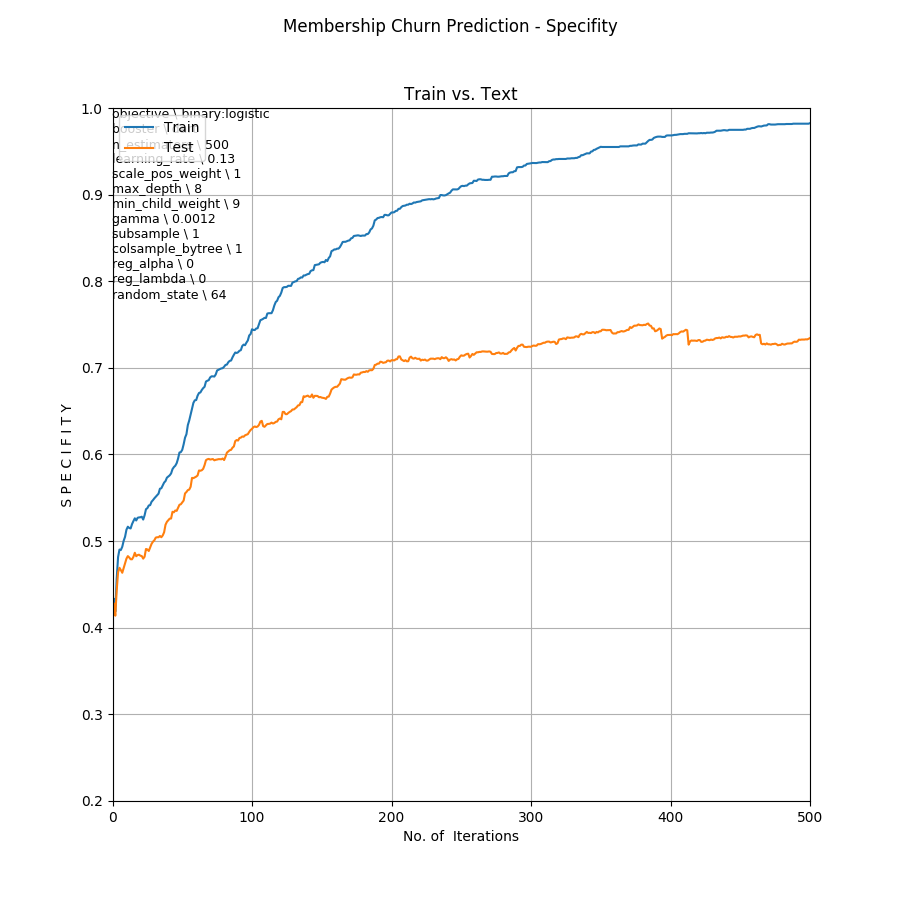 Membership Churn Prediction - Specifity
Train vs. Text
1.0
0.9
0.8
0.7
0.6
0.5
0.4
0.3
0.2
S P E C I F I T Y
objective \ binary:logistic
booster \
n_estimators \ 500
learning_rate \ 0.13
scale_pos_weight \ 1
max_depth \ 8
min_child_weight \ 9
gamma \ 0.0012
subsample \ 1
colsample_bytree \ 1
reg_alpha \ 0
reg_lambda \ 0
random_state \ 64
Train
Test
0 100 200 300 400 500
No. of  Iterations